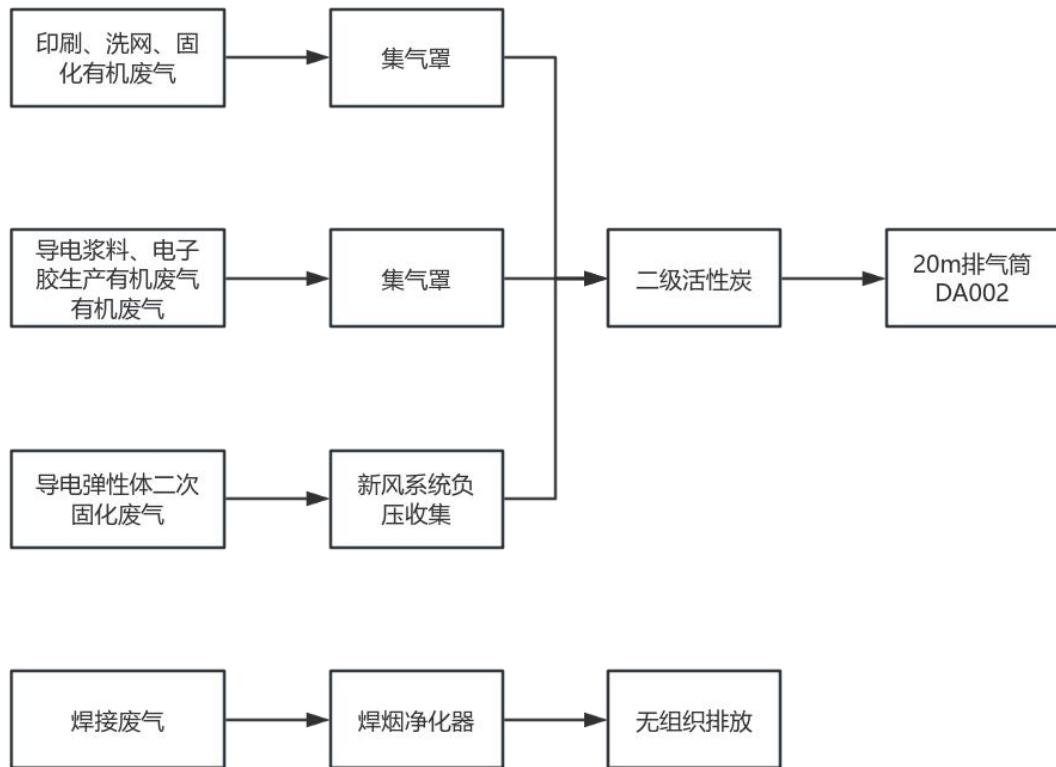 印刷、洗网、固
化有机废气
集气罩
导电浆料、电子
胶生产有机废气
有机废气
集气罩
二级活性炭
20m排气筒
DA002
导电弹性体二次
固化废气
新风系统负
压收集
焊接废气
焊烟净化器
无组织排放